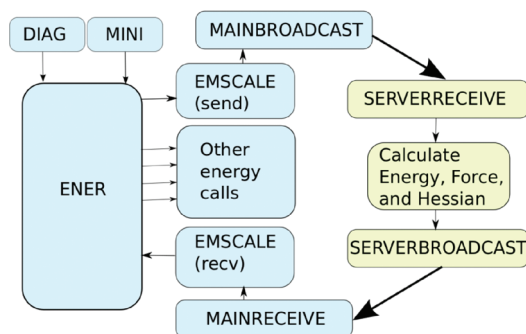 DIAG
MINI
MAINBROADCAST
EMSCALE
(send)
SERVERRECEIVE
ENER
Other
energy
calls
Calculate
Energy, Force,
and Hessian
EMSCALE
(recv)
SERVERBROADCAST
MAINRECEIVE